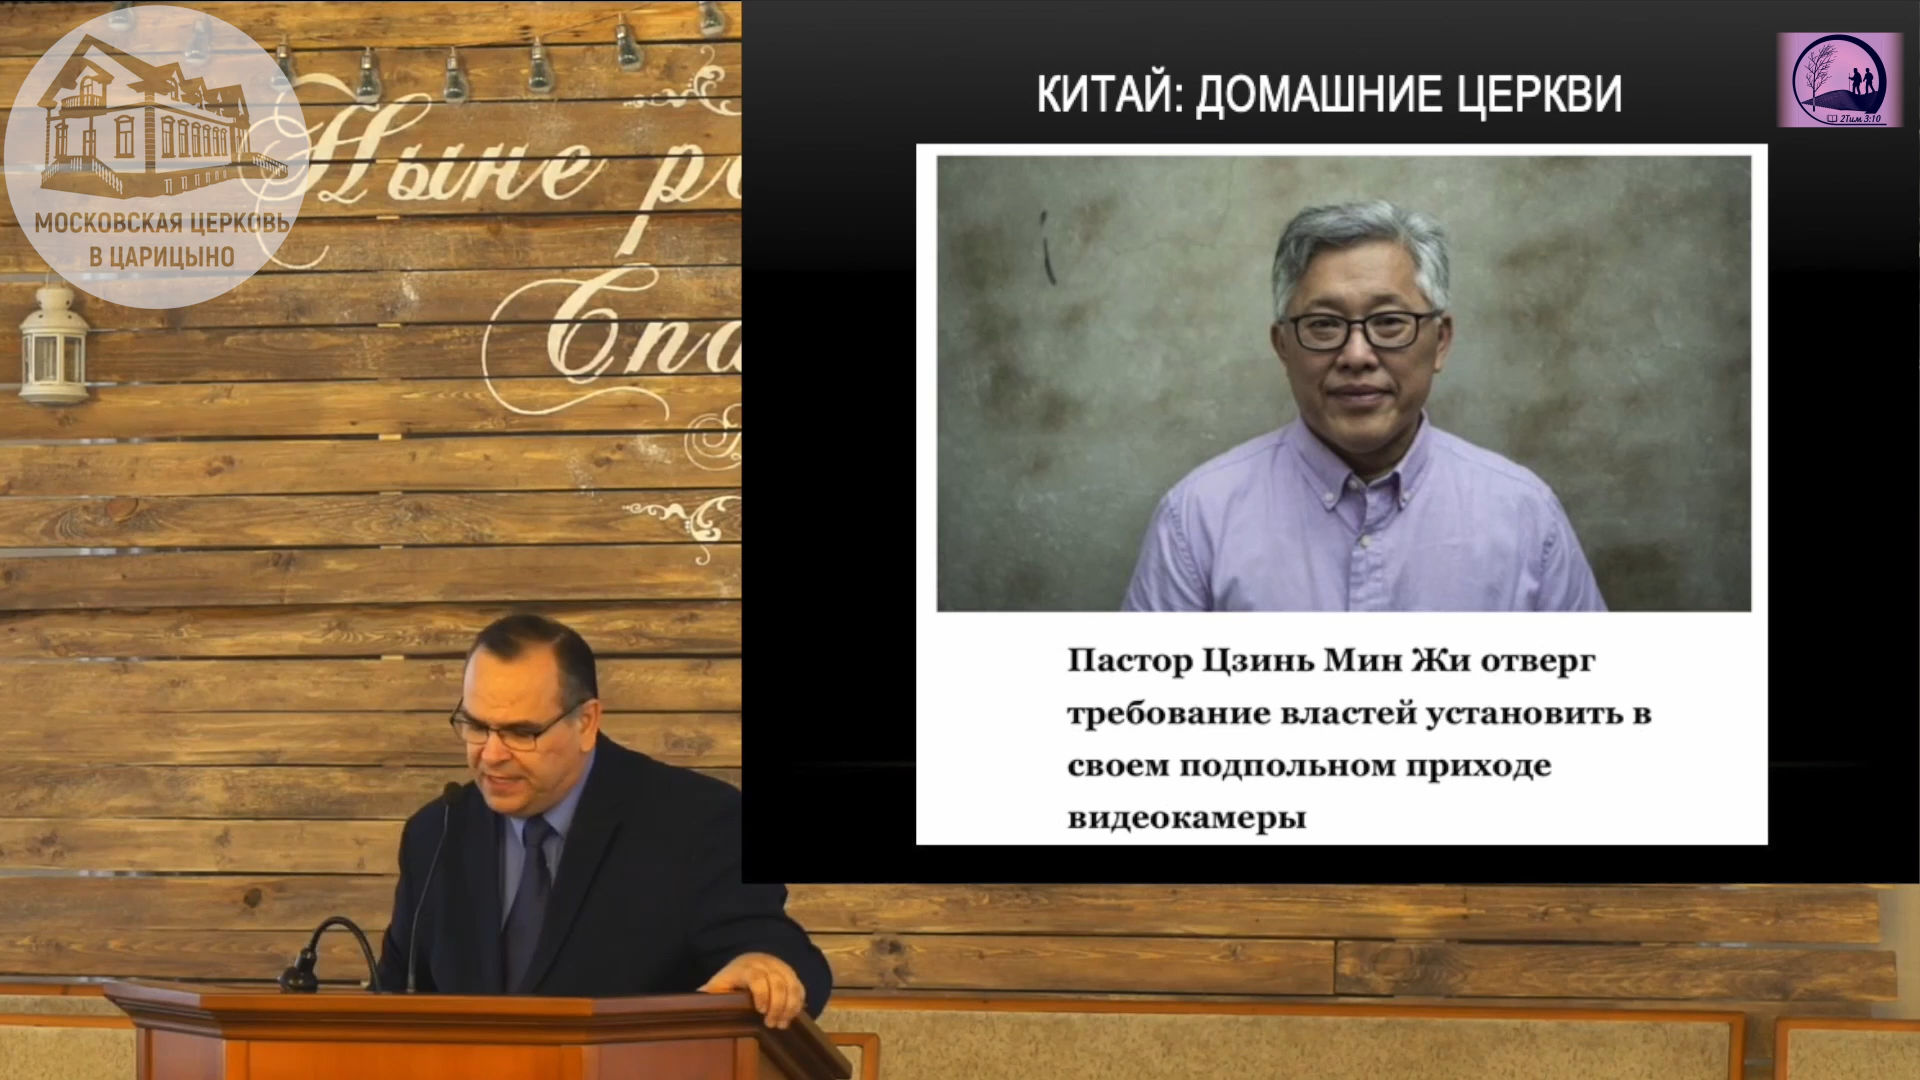 МОСКОВСКАЯ ЦЕРКОВЬ
В ЦАРИЦЫНО
Ныне
КИТАЙ: ДОМАШНИЕ ЦЕРКВИ
2Тим 3:10
Пастор Цзинь Мин Жи отверг
требование властей установить в
своем подпольном приходе
видеокамеры